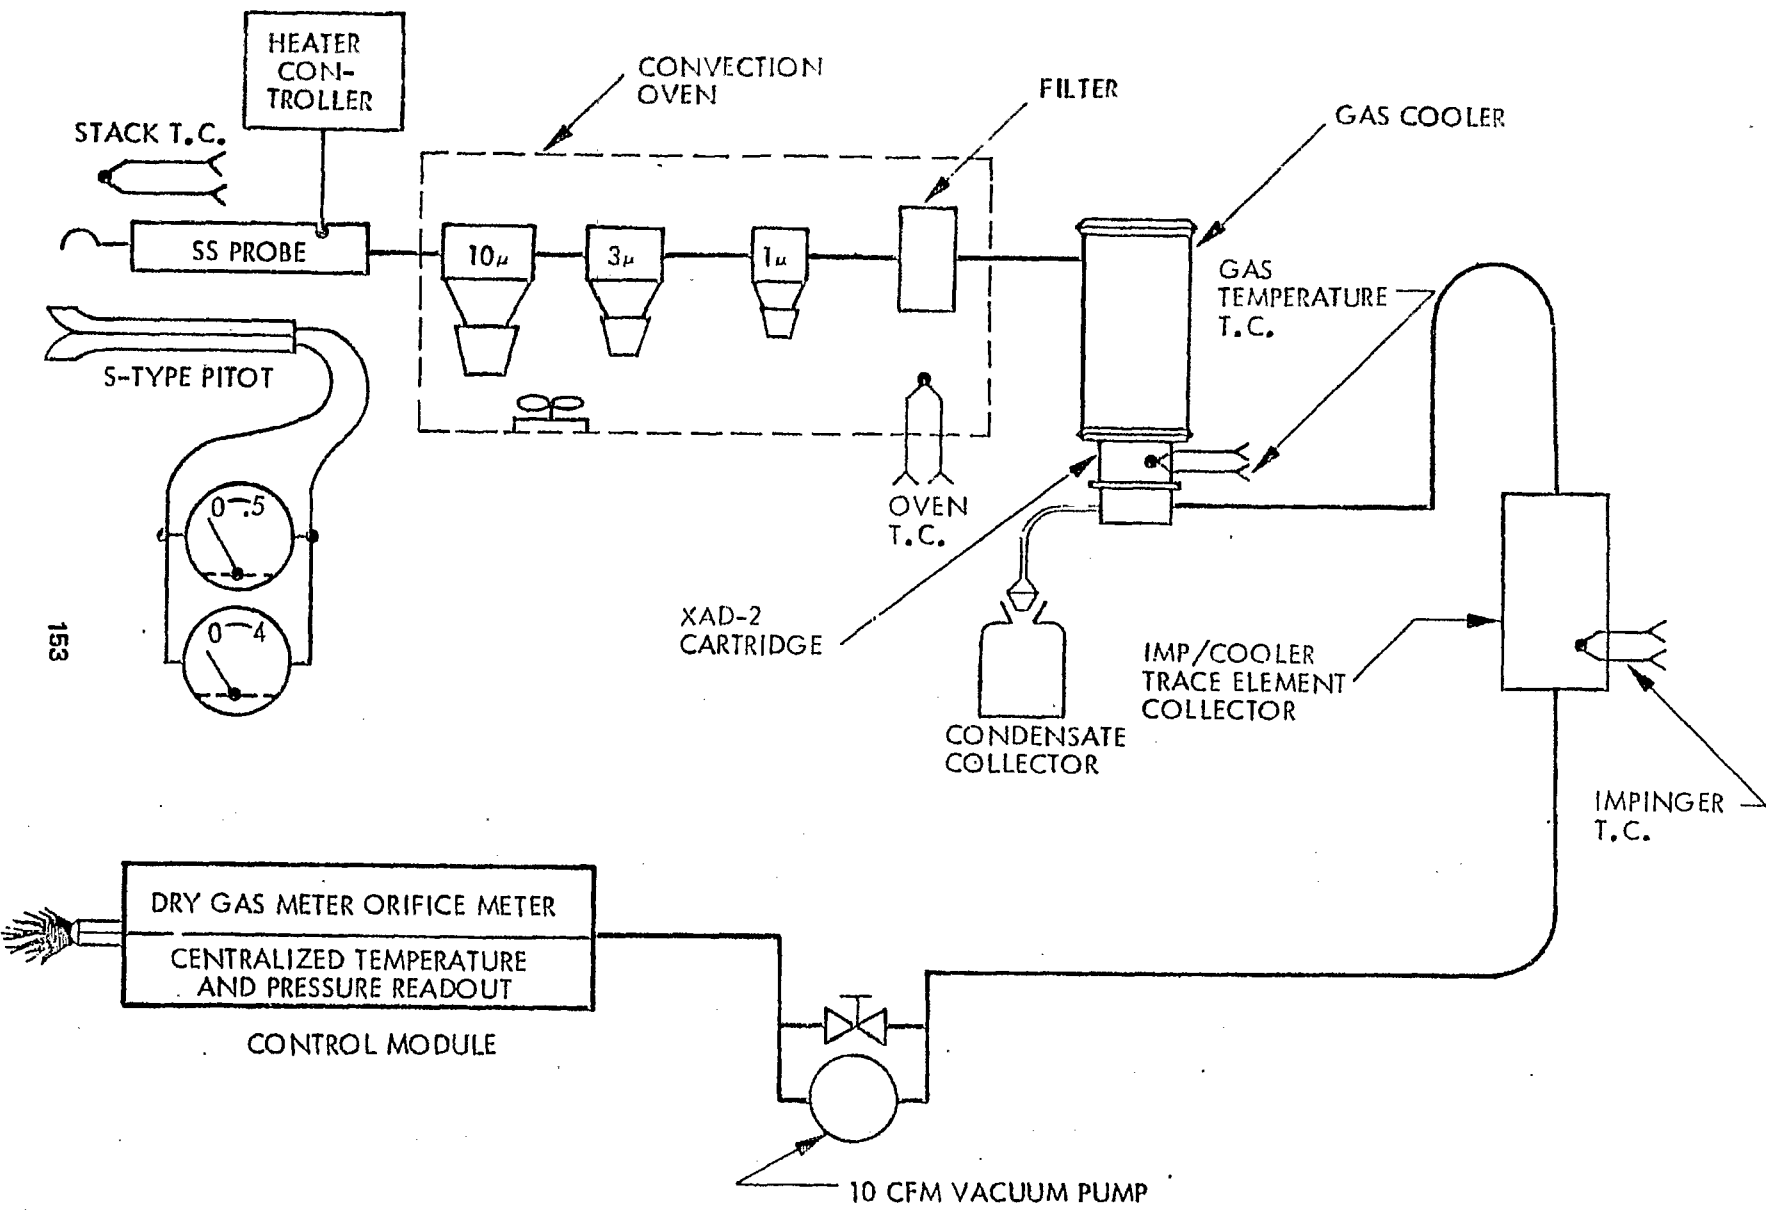 HEATER
CON-
TROLLER
STACK T.C.
CONVECTION
OVEN
FILTER
GAS COOLER
SS PROBE
10μ
3μ
1μ
GAS
TEMPERATURE
T.C.
S-TYPE PITOT
OVEN
T.C.
0-.5
0-4
XAD-2
CARTRIDGE
IMP/COOLER
TRACE ELEMENT
COLLECTOR
CONDENSATE
COLLECTOR
IMPINGER
T.C.
153
DRY GAS METER ORIFICE METER
CENTRALIZED TEMPERATURE
AND PRESSURE READOUT
CONTROL MODULE
10 CFM VACUUM PUMP